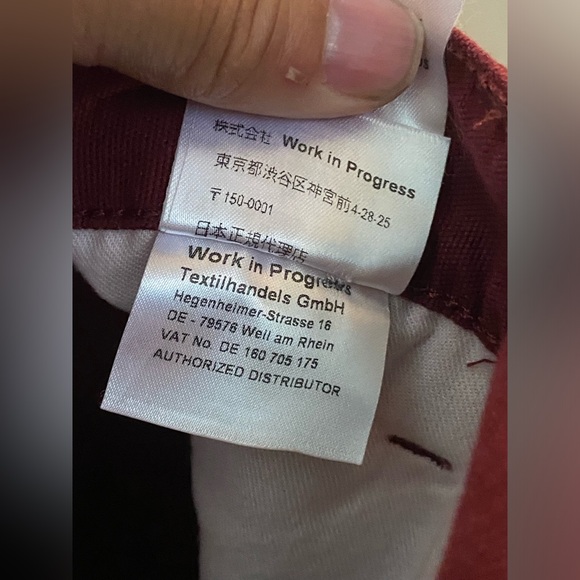 株式会社 Work in Progress
東京都渋谷区神宮前4-28-25
〒150-0001
日本正規代理店
Work in Progress
Textilhandels GmbH
Hegenheimer-Strasse 16
DE - 79576 Weil am Rhein
VAT No. DE 160 705 175
AUTHORIZED DISTRIBUTOR